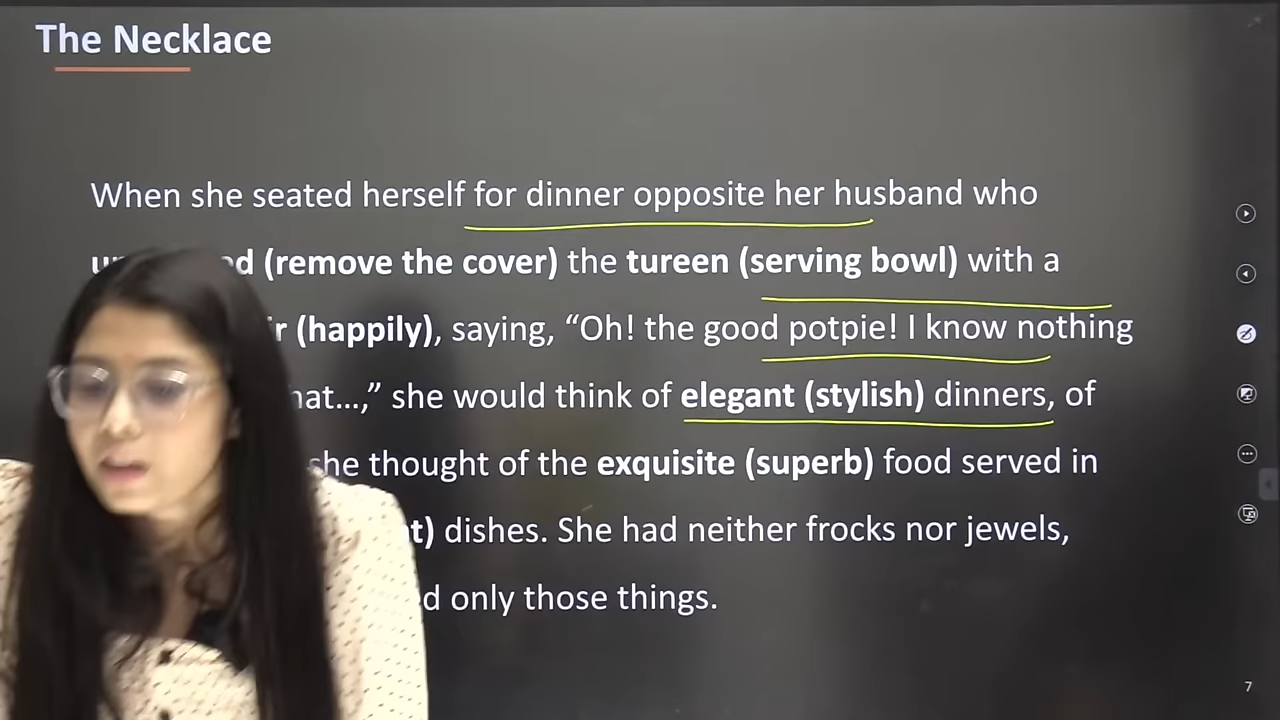 The Necklace
When she seated herself for dinner opposite her husband who
(remove the cover) the tureen (serving bowl) with a
(happily), saying, “Oh! the good potpie! I know nothing
she would think of elegant (stylish) dinners, of
she thought of the exquisite (superb) food served in
dishes. She had neither frocks nor jewels,
only those things.
7